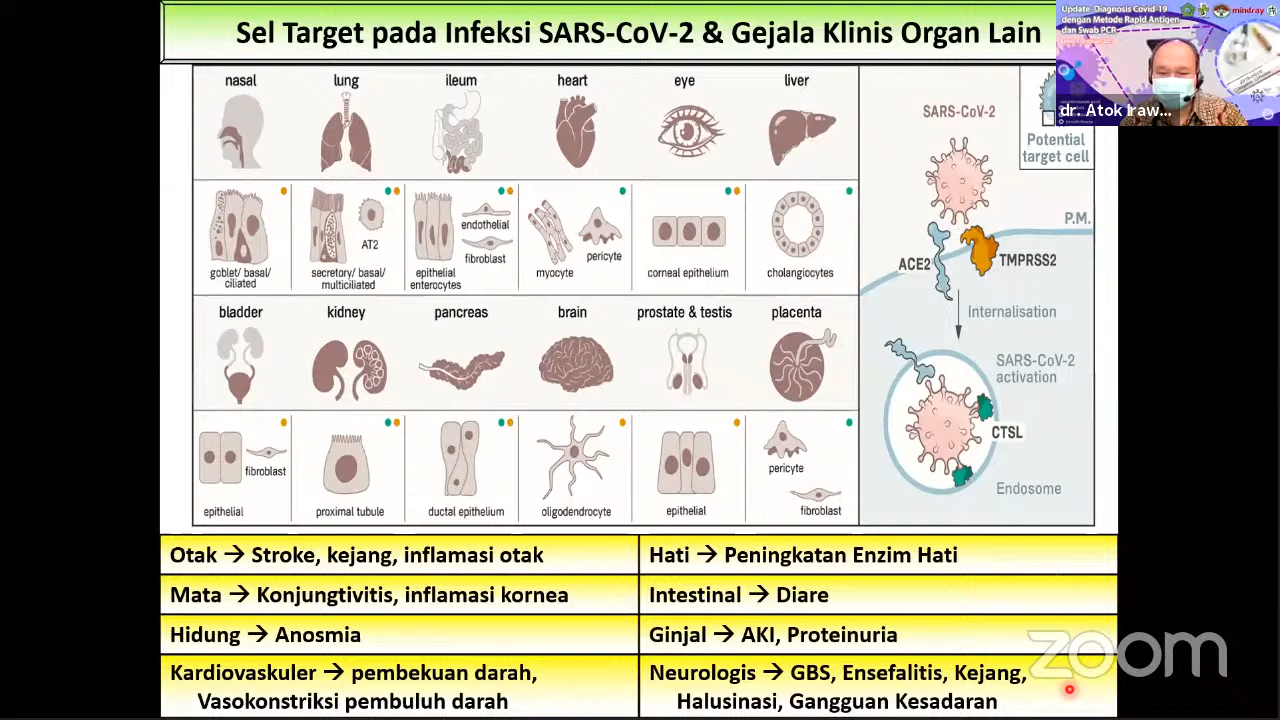 Sel Target pada Infeksi SARS-CoV-2 & Gejala Klinis Organ Lain
Update Diagnosis Covid-19
dengan Metode Rapid Antigen
dan Swab PCR
mindray
dr. Atok Iraw...
nasal lung ileum heart eye liver
goblet/ basal/
ciliated
AT2
secretory/ basal/
multiciliated
endothelial
fibroblast
epithelial
enterocytes
pericyte
myocyte
corneal epithelium
cholangiocytes
bladder kidney pancreas brain prostate & testis placenta
fibroblast
epithelial
proximal tubule
ductal epithelium
oligodendrocyte
epithelial
pericyte
fibroblast
SARS-CoV-2
Potential
target cell
P.M.
ACE2
TMPRSS2
Internalisation
SARS-CoV-2
activation
CTSL
Endosome
Otak → Stroke, kejang, inflamasi otak
Hati → Peningkatan Enzim Hati
Mata → Konjungtivitis, inflamasi kornea
Intestinal → Diare
Hidung → Anosmia
Ginjal → AKI, Proteinuria
Kardiovaskuler → pembekuan darah,
Vasokonstriksi pembuluh darah
Neurologis → GBS, Ensefalitis, Kejang,
Halusinasi, Gangguan Kesadaran
zoom